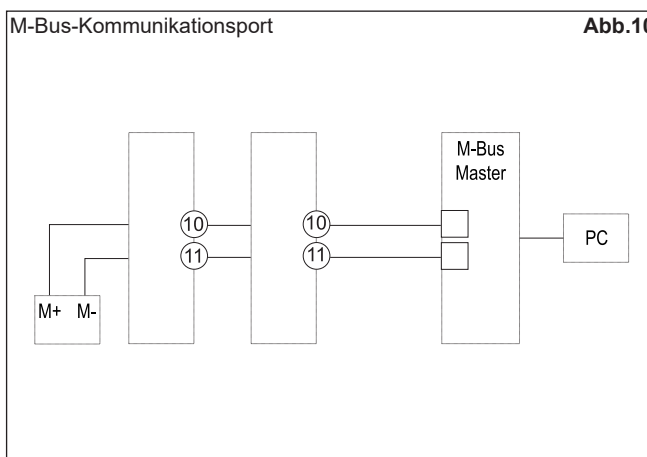 M-Bus-Kommunikationsport
Abb.10
M-Bus
Master
10
10
11
11
PC
M+ M-